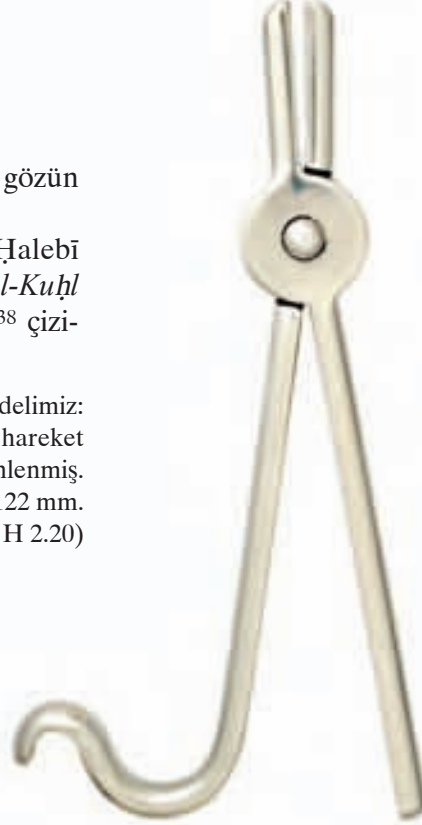 gözün
Ḥalebī
l-Kuḥl
³⁸ çizi-
delimiz:
hareket
nlenmiş.
122 mm.
H 2.20)